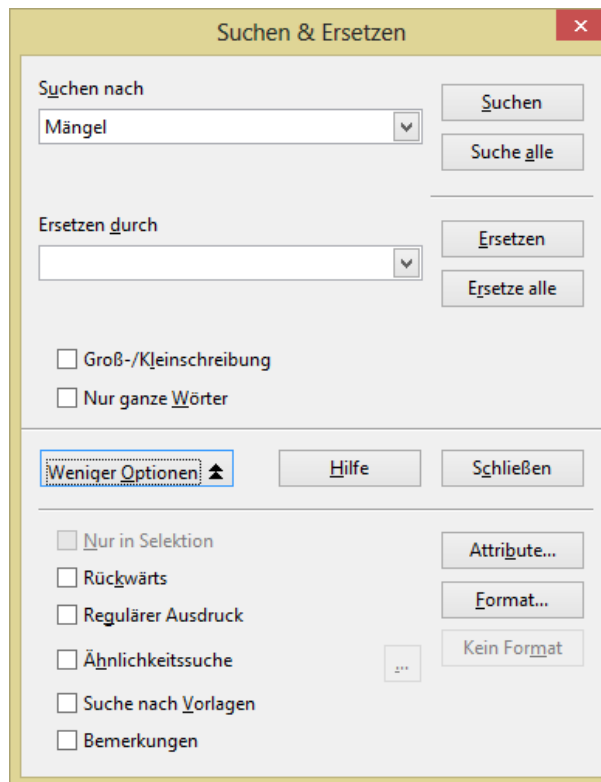 Suchen & Ersetzen
Suchen nach
Suchen
Mängel
Suche alle
Ersetzen durch
Ersetzen
Ersetze alle
Groß-/Kleinschreibung
Nur ganze Wörter
Weniger Optionen
Hilfe
Schließen
Nur in Selektion
Attribute...
Rückwärts
Format...
Regulärer Ausdruck
Kein Format
Ähnlichkeitssuche
...
Suche nach Vorlagen
Bemerkungen